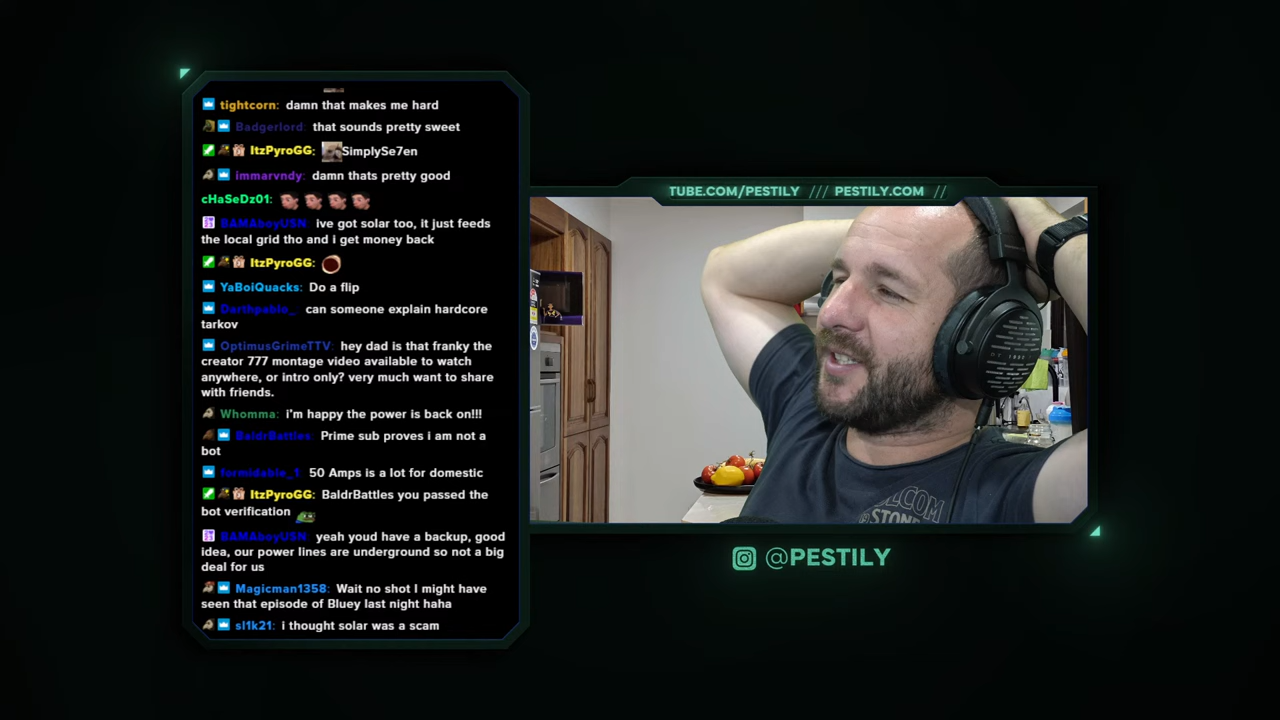 tightcorn: damn that makes me hard
Badgerlord: that sounds pretty sweet
ItzPyroGG: SimplySe7en
immarvndy: damn thats pretty good
cHaSeDz01:
BAMAboyUSN: ive got solar too, it just feeds
the local grid tho and i get money back
ItzPyroGG:
YaBoiQuacks: Do a flip
Darthpablo_: can someone explain hardcore
tarkov
OptimusGrimeTTV: hey dad is that franky the
creator 777 montage video available to watch
anywhere, or intro only? very much want to share
with friends.
Whomma: i'm happy the power is back on!!!
BaldrBattles: Prime sub proves i am not a
bot
formidable_1: 50 Amps is a lot for domestic
ItzPyroGG: BaldrBattles you passed the
bot verification
BAMAboyUSN: yeah youd have a backup, good
idea, our power lines are underground so not a big
deal for us
Magicman1358: Wait no shot I might have
seen that episode of Bluey last night haha
sl1k21: i thought solar was a scam
TUBE.COM/PESTILY /// PESTILY.COM //
DT 1990
VOLCOM
STONE
@PESTILY